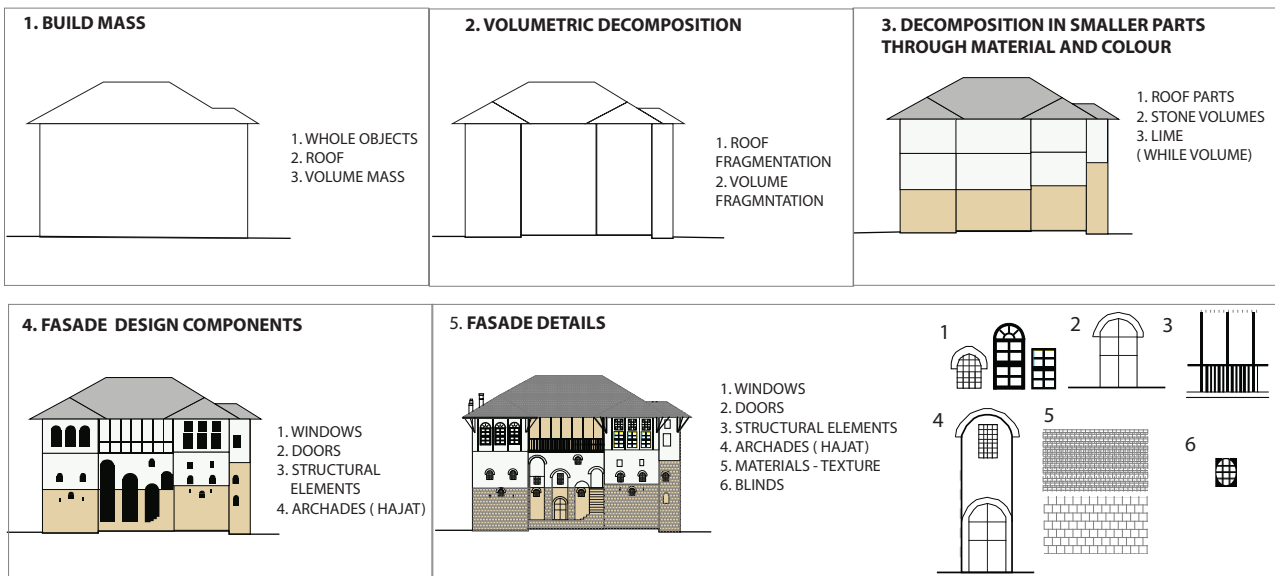 1. BUILD MASS
1. WHOLE OBJECTS
2. ROOF
3. VOLUME MASS
2. VOLUMETRIC DECOMPOSITION
1. ROOF
FRAGMENTATION
2. VOLUME
FRAGMNTATION
3. DECOMPOSITION IN SMALLER PARTS
THROUGH MATERIAL AND COLOUR
1. ROOF PARTS
2. STONE VOLUMES
3. LIME
( WHILE VOLUME)
4. FASADE DESIGN COMPONENTS
1. WINDOWS
2. DOORS
3. STRUCTURAL
ELEMENTS
4. ARCHADES ( HAJAT)
5. FASADE DETAILS
1. WINDOWS
2. DOORS
3. STRUCTURAL ELEMENTS
4. ARCHADES ( HAJAT)
5. MATERIALS - TEXTURE
6. BLINDS
1
2
3
4
5
6